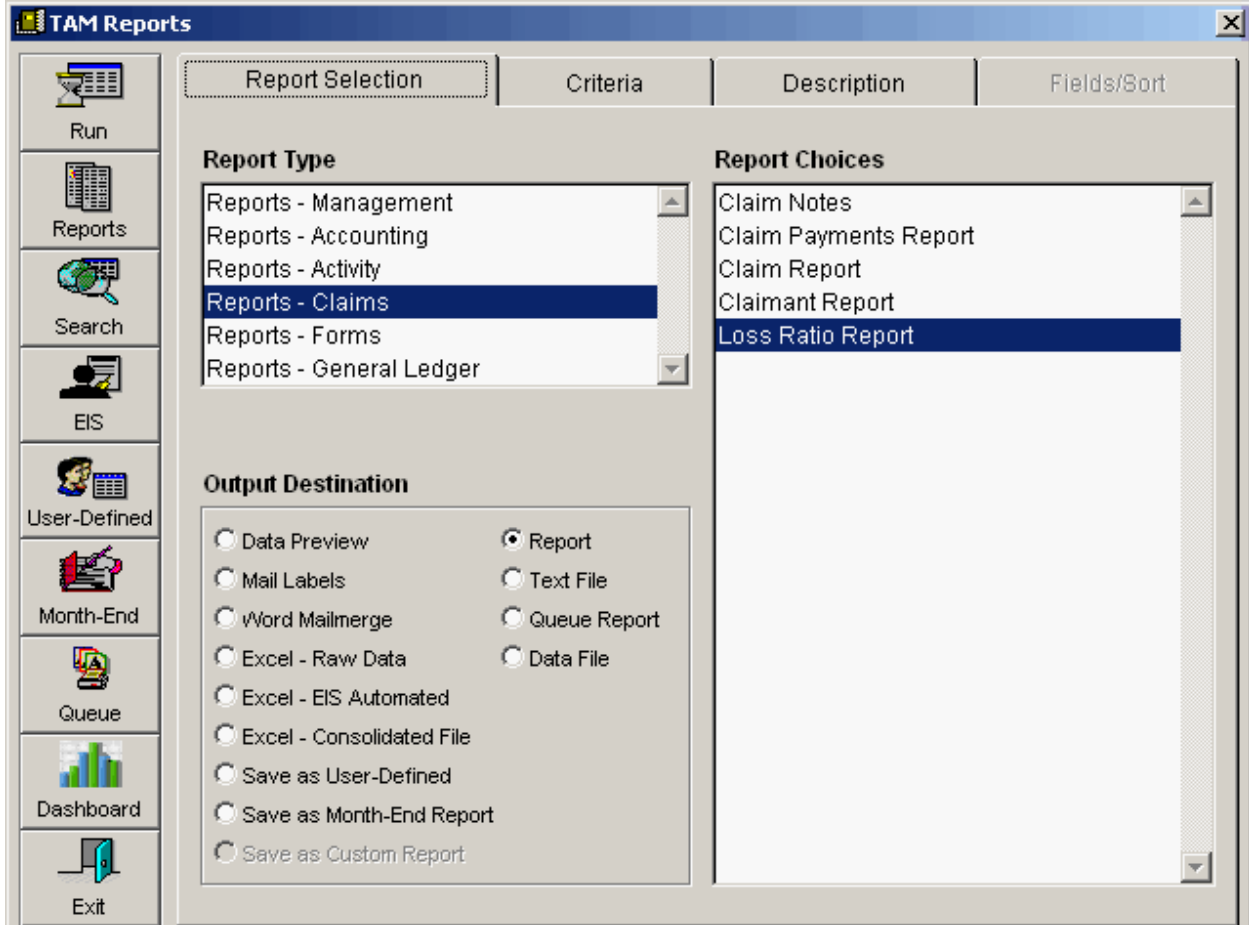 TAM Reports
Run
Reports
Search
EIS
User-Defined
Month-End
Queue
Dashboard
Exit
Report Selection
Criteria
Description
Fields/Sort
Report Type
Reports - Management
Reports - Accounting
Reports - Activity
Reports - Claims
Reports - Forms
Reports - General Ledger
Report Choices
Claim Notes
Claim Payments Report
Claim Report
Claimant Report
Loss Ratio Report
Output Destination
Data Preview
Mail Labels
Word Mailmerge
Excel - Raw Data
Excel - EIS Automated
Excel - Consolidated File
Save as User-Defined
Save as Month-End Report
Save as Custom Report
Report
Text File
Queue Report
Data File